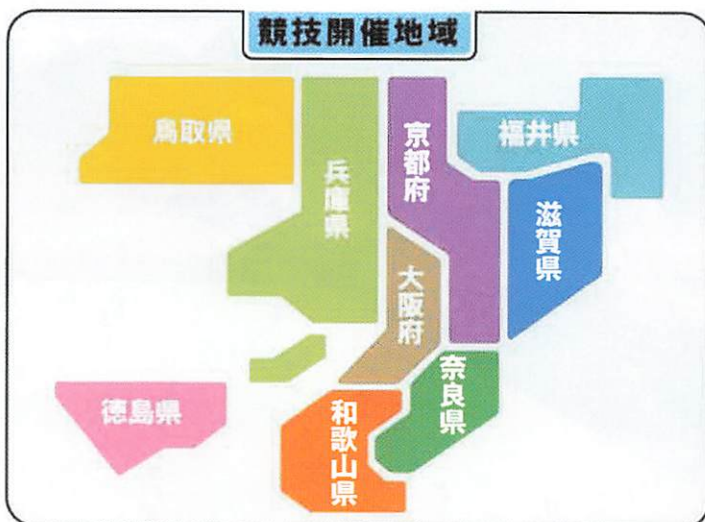 競技開催地域
鳥取県
兵庫県
京都府
福井県
滋賀県
大阪府
奈良県
徳島県
和歌山県